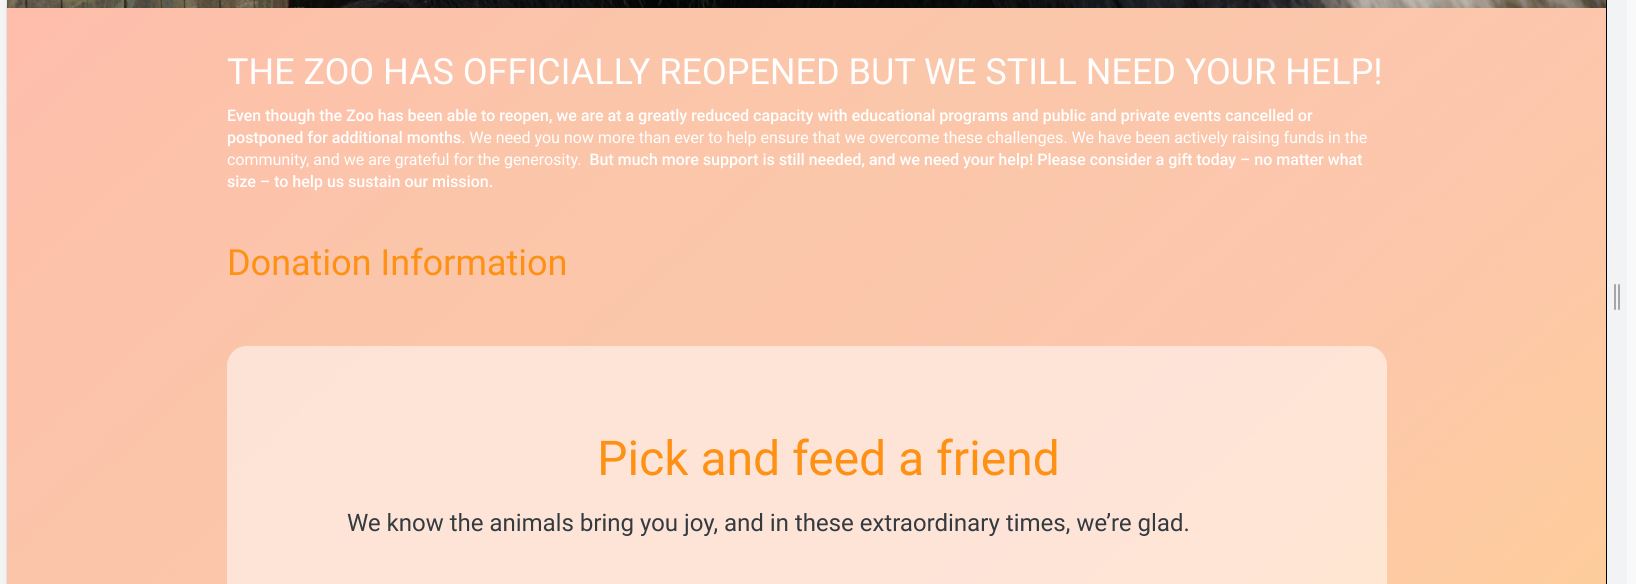 THE ZOO HAS OFFICIALLY REOPENED BUT WE STILL NEED YOUR HELP!
Even though the Zoo has been able to reopen, we are at a greatly reduced capacity with educational programs and public and private events cancelled or
postponed for additional months. We need you now more than ever to help ensure that we overcome these challenges. We have been actively raising funds in the
community, and we are grateful for the generosity.  But much more support is still needed, and we need your help! Please consider a gift today – no matter what
size – to help us sustain our mission.
Donation Information
Pick and feed a friend
We know the animals bring you joy, and in these extraordinary times, we’re glad.